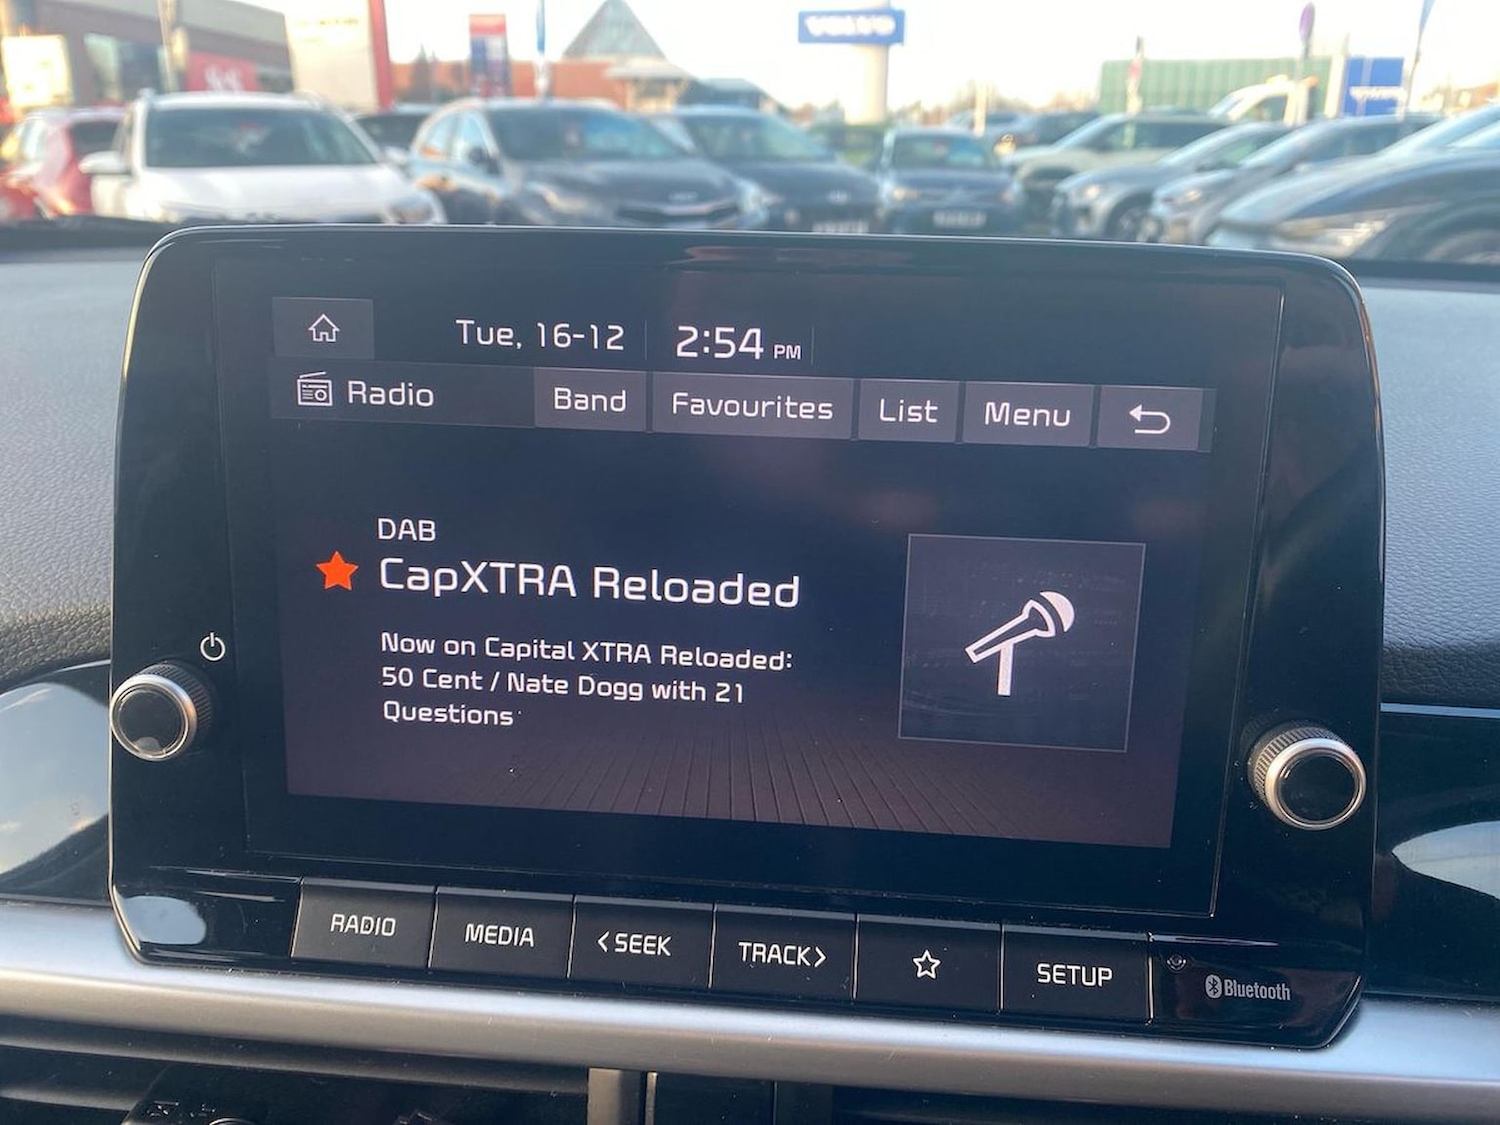 VOLVO
Tue, 16-12 2:54 PM
Radio Band Favourites List Menu
DAB
CapXTRA Reloaded
Now on Capital XTRA Reloaded:
50 Cent / Nate Dogg with 21
Questions
RADIO MEDIA <SEEK TRACK> SETUP
Bluetooth